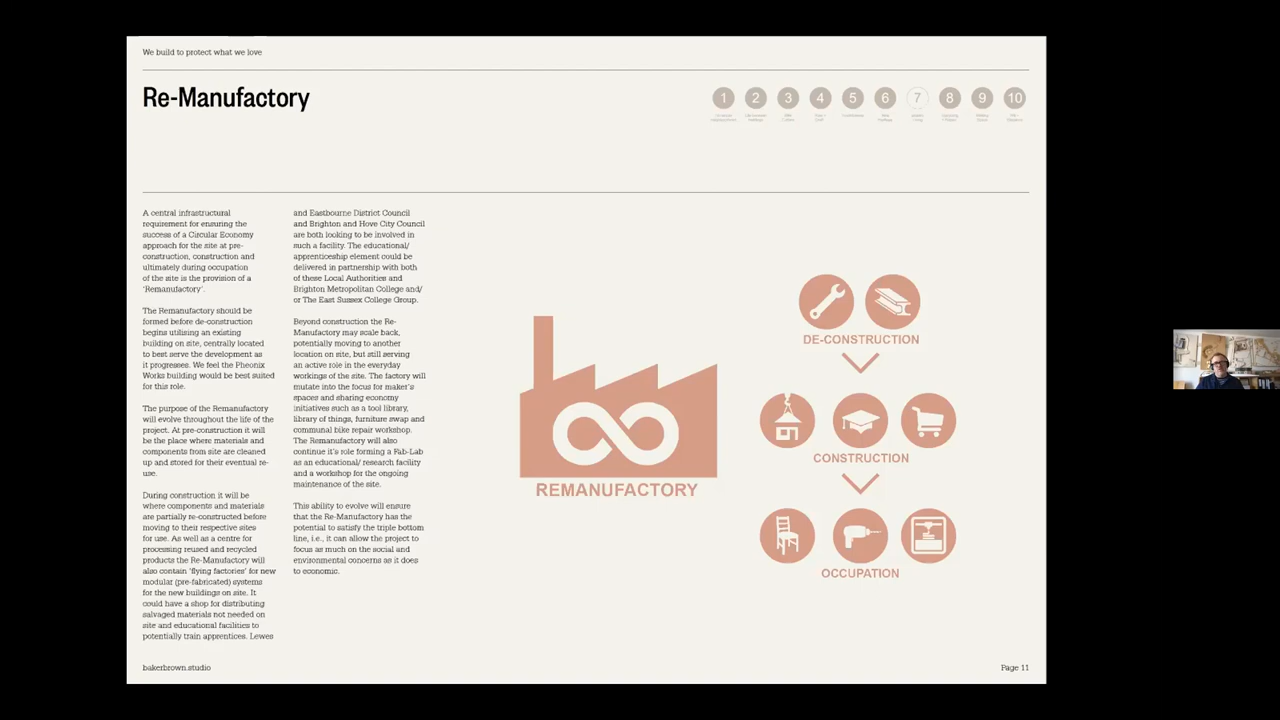 We build to protect what we love
Re-Manufactory
1 2 3 4 5 6 7 8 9 10
A central infrastructural
requirement for ensuring the
success of a Circular Economy
approach for the site at pre-
construction, construction and
ultimately during occupation
of the site is the provision of a
'Remanufactory'.
The Remanufactory should be
formed before de-construction
begins utilising an existing
building on site, centrally located
to best serve the development as
it progresses. We feel the Pheonix
Works building would be best suited
for this role.
The purpose of the Remanufactory
will evolve throughout the life of the
project. At pre-construction it will
be the place where materials and
components from site are cleaned
up and stored for their eventual re-
use.
During construction it will be
where components and materials
are partially re-constructed before
moving to their respective sites
for use. As well as a centre for
processing reused and recycled
products the Re-Manufactory will
also contain 'flying factories' for new
modular (pre-fabricated) systems
for the new buildings on site. It
could have a shop for distributing
salvaged materials not needed on
site and educational facilities to
potentially train apprentices. Lewes
and Eastbourne District Council
and Brighton and Hove City Council
are both looking to be involved in
such a facility. The educational/
apprenticeship element could be
delivered in partnership with both
of these Local Authorities and
Brighton Metropolitan College and/
or The East Sussex College Group.
Beyond construction the Re-
Manufactory may scale back,
potentially moving to another
location on site, but still serving
an active role in the everyday
workings of the site. The factory will
mutate into the focus for maker's
spaces and sharing economy
initiatives such as a tool library,
library of things, furniture swap and
communal bike repair workshop.
The Remanufactory will also
continue it's role forming a Fab-Lab
as an educational/ research facility
and a workshop for the ongoing
maintenance of the site.
This ability to evolve will ensure
that the Re-Manufactory has the
potential to satisfy the triple bottom
line, i.e., it can allow the project to
focus as much on the social and
environmental concerns as it does
to economic.
REMANUFACTORY
DE-CONSTRUCTION
CONSTRUCTION
OCCUPATION
bakerbrown.studio
Page 11